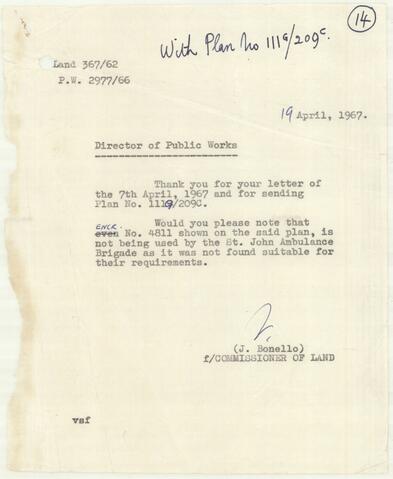 14
With Plan No 111G/209C.
Land 367/62
P.W. 2977/66
19 April, 1967.
Director of Public Works
Thank you for your letter of
the 7th April, 1967 and for sending
Plan No. 111G/209C.
Would you please note that
ENCR.
even No. 4811 shown on the said plan, is
not being used by the St. John Ambulance
Brigade as it was not found suitable for
their requirements.
(J. Bonello)
f/COMMISSIONER OF LAND
vsf